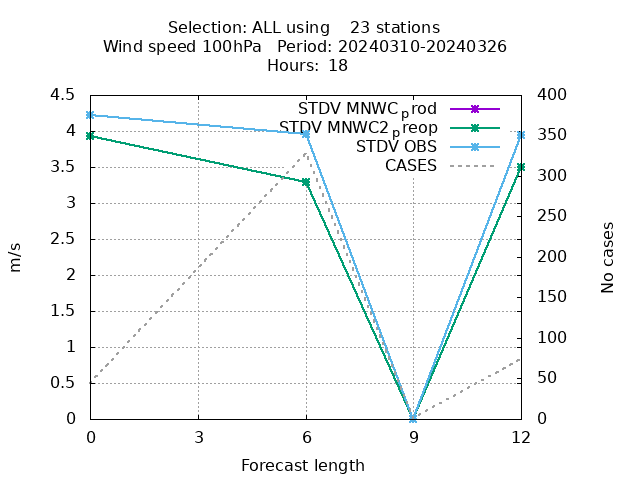 Selection: ALL using 23 stations
Wind speed 100hPa Period: 20240310-20240326
Hours: 18
4.5
4
3.5
3
2.5
2
1.5
1
0.5
0
400
350
300
250
200
150
100
50
0
STDV MNWCprod
STDV MNWC2preop
STDV OBS
CASES
m/s
No cases
0 3 6 9 12
Forecast length